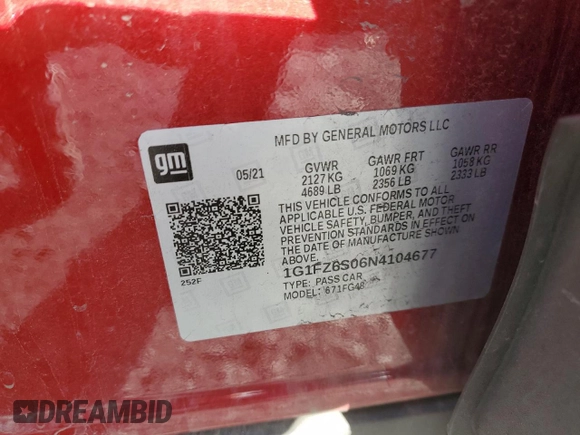 MFD BY GENERAL MOTORS LLC
gm
05/21
GVWR GAWR FRT GAWR RR
2127 KG 1069 KG 1058 KG
4689 LB 2356 LB 2333 LB
THIS VEHICLE CONFORMS TO ALL
APPLICABLE U.S. FEDERAL MOTOR
VEHICLE SAFETY, BUMPER, AND THEFT
PREVENTION STANDARDS IN EFFECT ON
THE DATE OF MANUFACTURE SHOWN
ABOVE.
1G1FZ6S06N4104677
TYPE: PASS CAR
MODEL: 671FG48
252F
DREAMBID